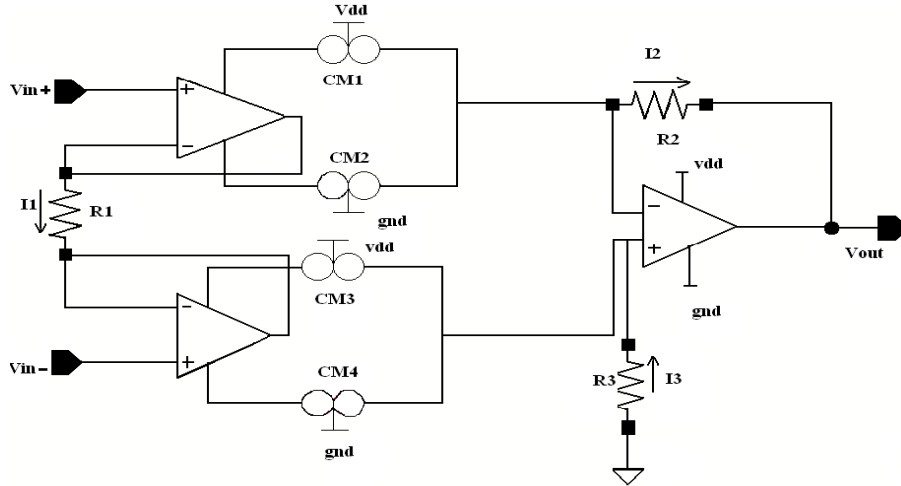 Vdd
CM1
Vin+
+
−
CM2
gnd
I1
R1
vdd
CM3
−
+
Vin−
CM4
gnd
I2
R2
vdd
−
+
Vout
gnd
R3
I3